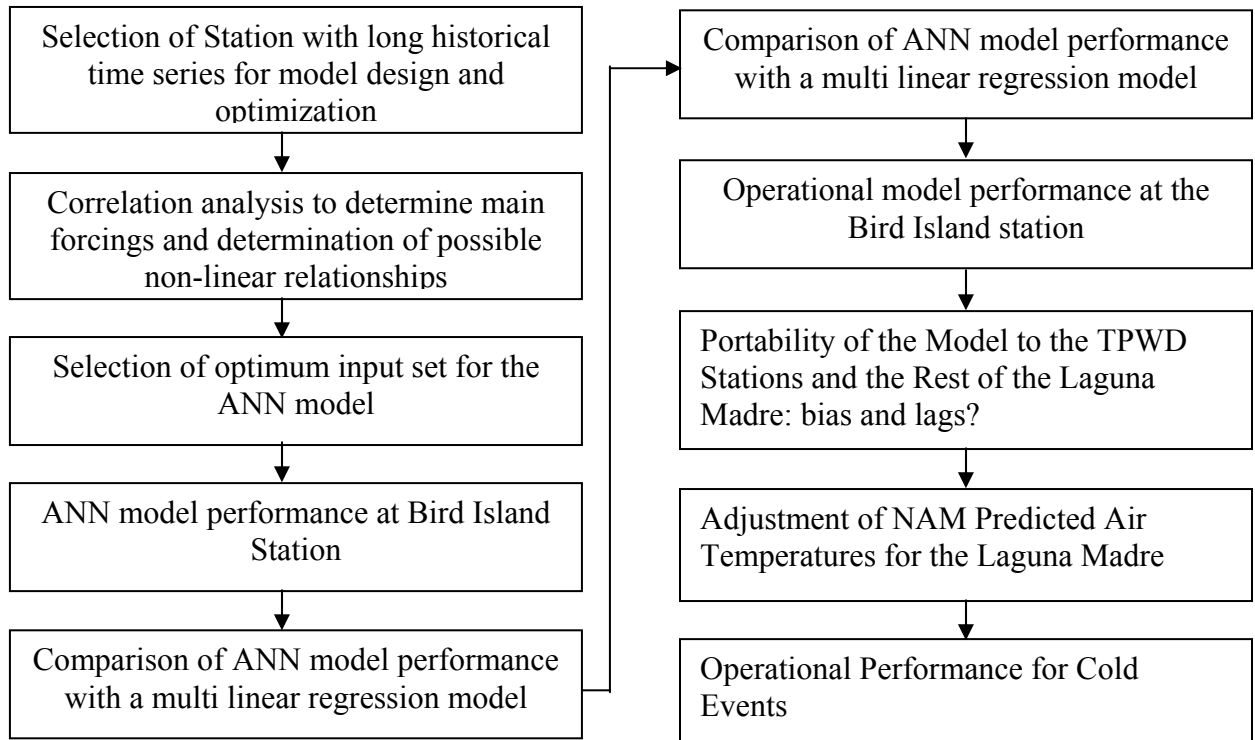 Selection of Station with long historical
time series for model design and
optimization
Correlation analysis to determine main
forcings and determination of possible
non-linear relationships
Selection of optimum input set for the
ANN model
ANN model performance at Bird Island
Station
Comparison of ANN model performance
with a multi linear regression model
Comparison of ANN model performance
with a multi linear regression model
Operational model performance at the
Bird Island station
Portability of the Model to the TPWD
Stations and the Rest of the Laguna
Madre: bias and lags?
Adjustment of NAM Predicted Air
Temperatures for the Laguna Madre
Operational Performance for Cold
Events